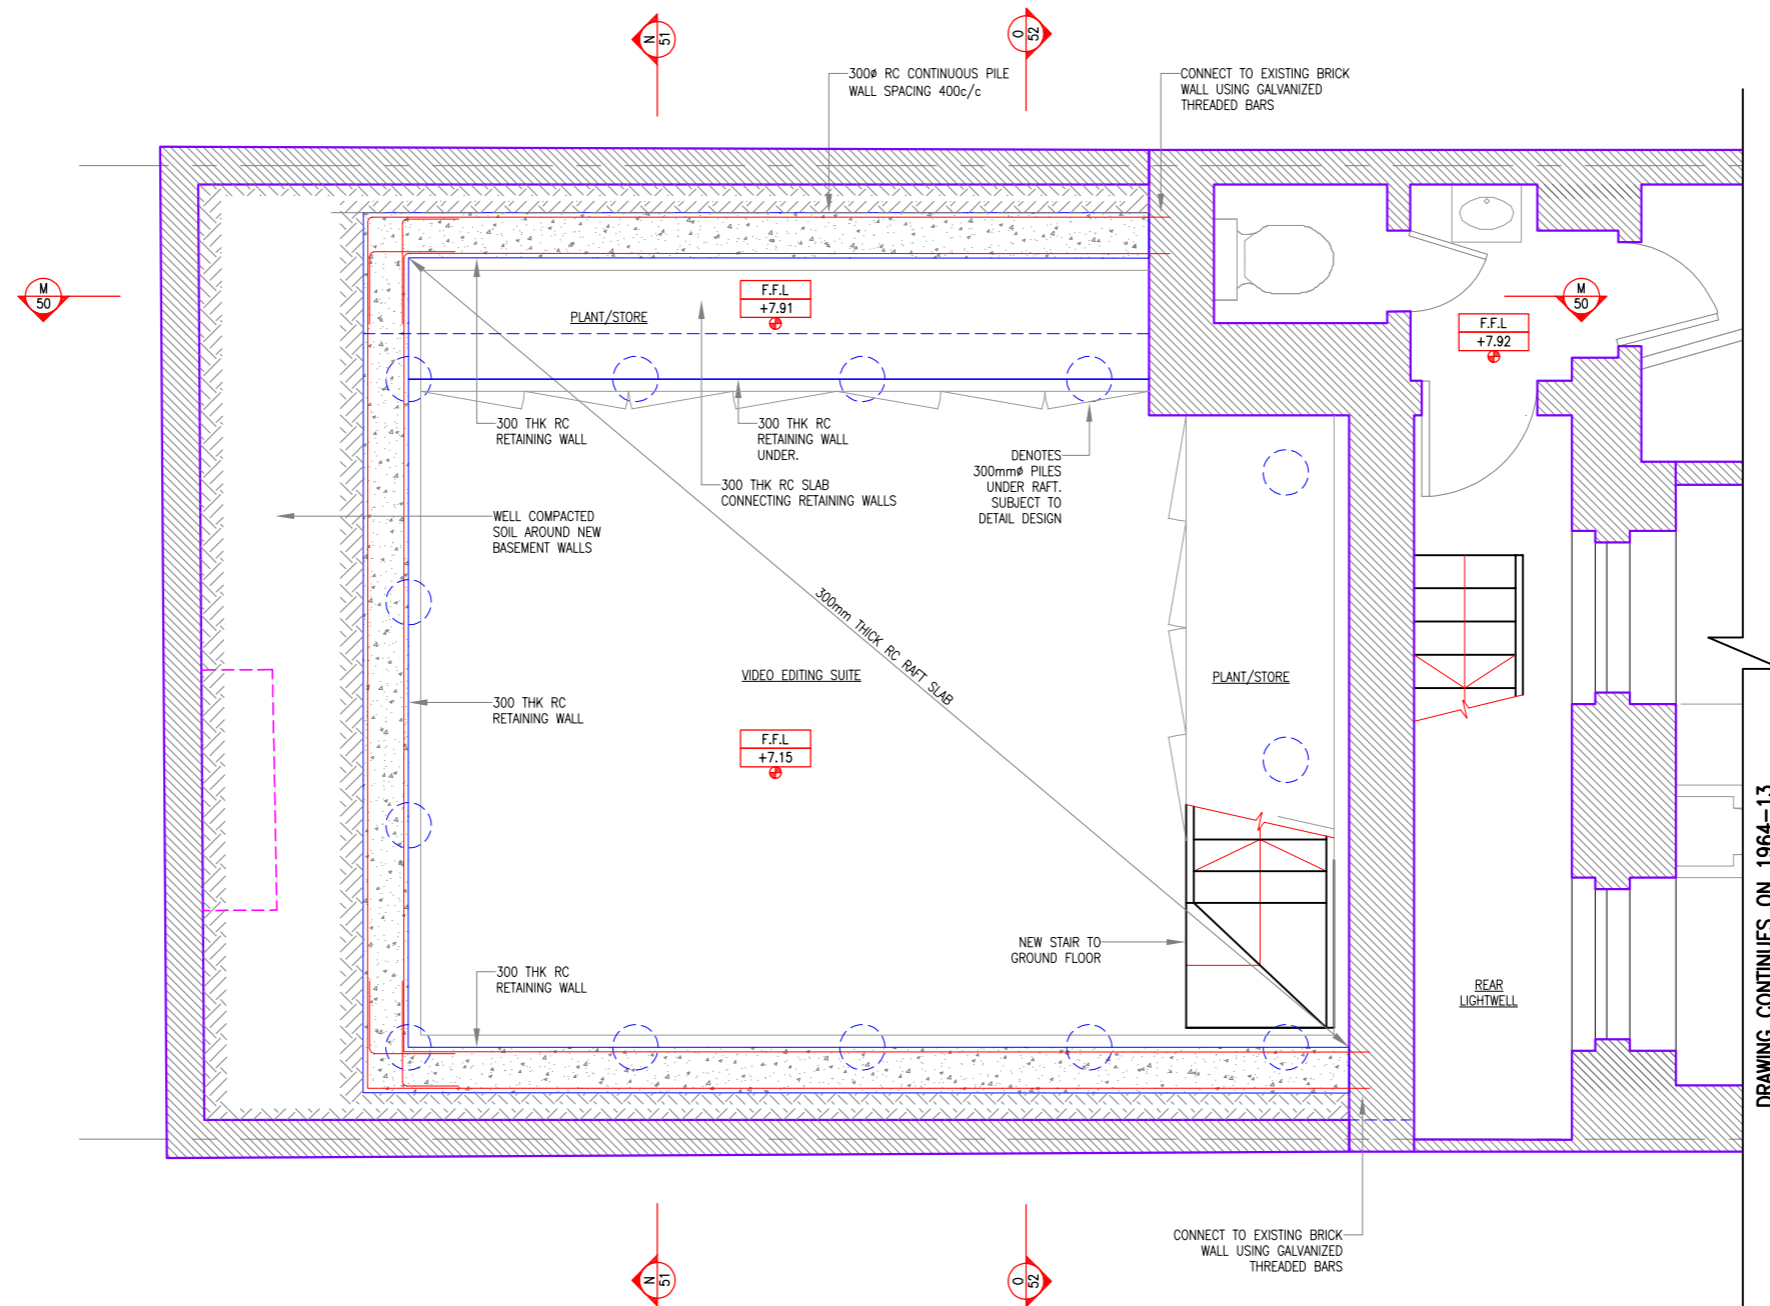 N
51
O
52
300ø RC CONTINUOUS PILE
WALL SPACING 400c/c
CONNECT TO EXISTING BRICK
WALL USING GALVANIZED
THREADED BARS
M
50
F.F.L
+7.91
PLANT/STORE
M
50
F.F.L
+7.92
300 THK RC
RETAINING WALL
300 THK RC
RETAINING WALL
UNDER.
DENOTES
300mmø PILES
UNDER RAFT.
SUBJECT TO
DETAIL DESIGN
300 THK RC SLAB
CONNECTING RETAINING WALLS
WELL COMPACTED
SOIL AROUND NEW
BASEMENT WALLS
300mm THICK RC RAFT SLAB
VIDEO EDITING SUITE
PLANT/STORE
300 THK RC
RETAINING WALL
F.F.L
+7.15
DRAWING CONTINUES ON 1964-13
NEW STAIR TO
GROUND FLOOR
300 THK RC
RETAINING WALL
REAR
LIGHTWELL
CONNECT TO EXISTING BRICK
WALL USING GALVANIZED
THREADED BARS
N
51
O
52